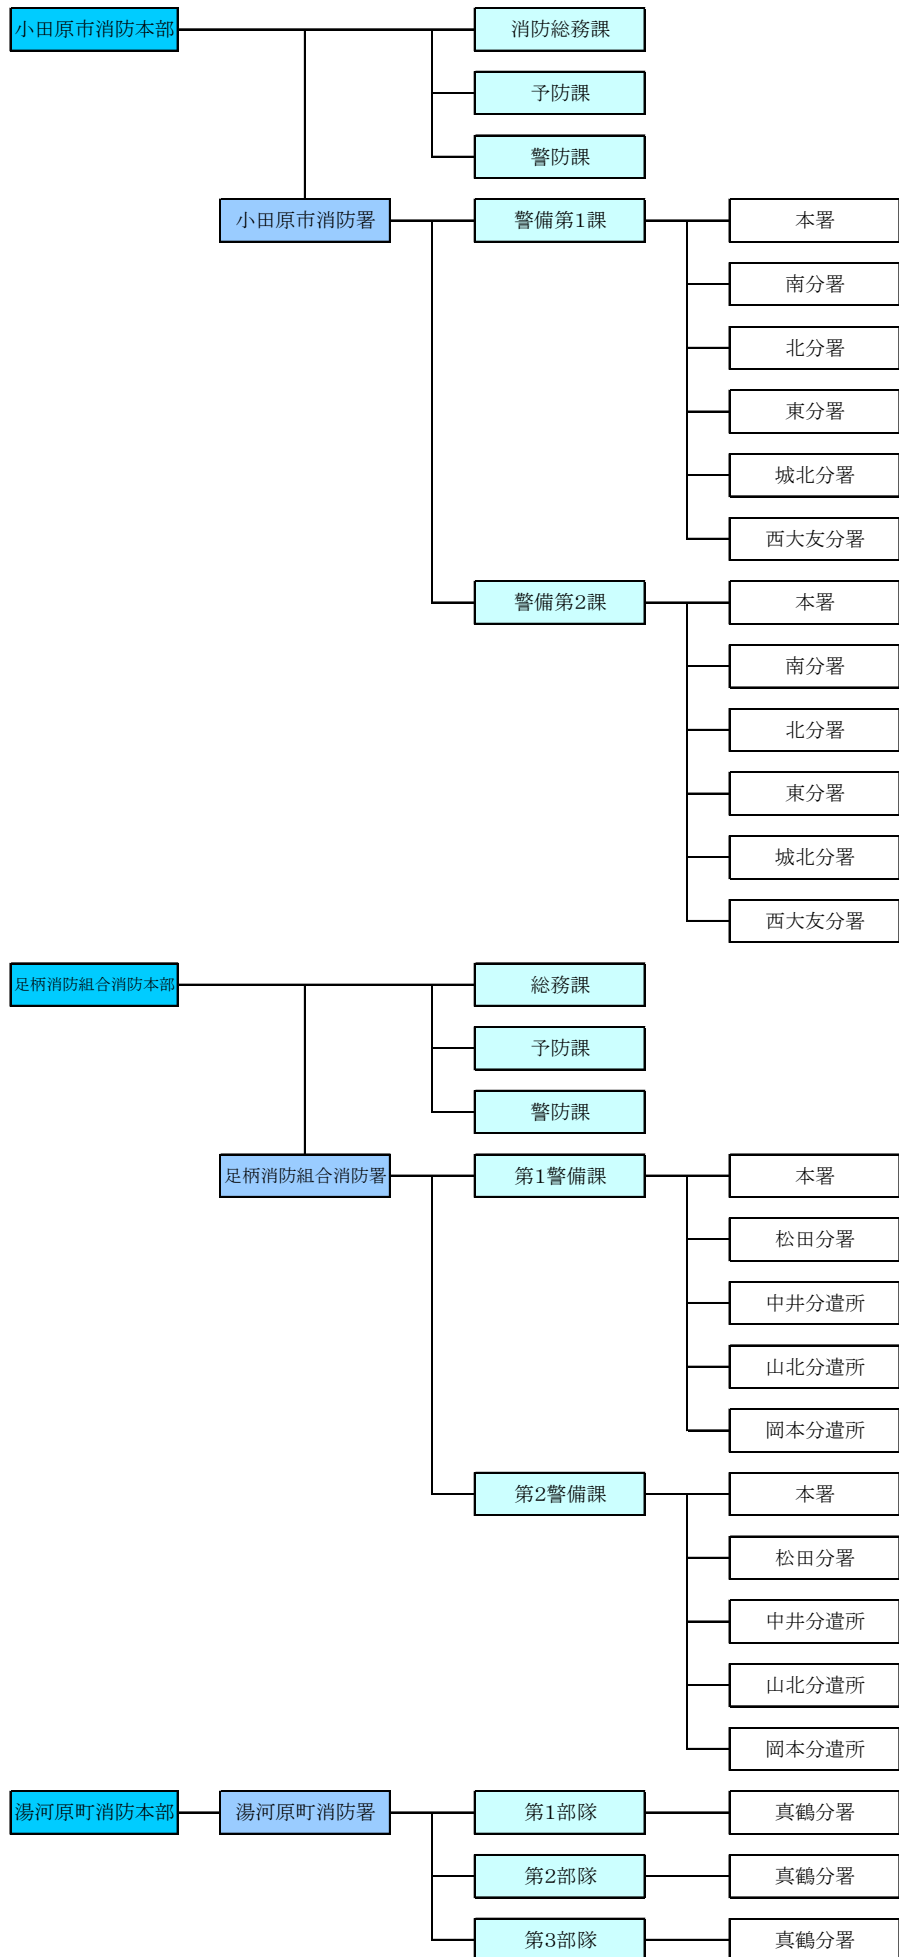 小田原市消防本部
消防総務課
予防課
警防課
小田原市消防署
警備第1課
本署
南分署
北分署
東分署
城北分署
西大友分署
警備第2課
本署
南分署
北分署
東分署
城北分署
西大友分署
足柄消防組合消防本部
総務課
予防課
警防課
足柄消防組合消防署
第1警備課
本署
松田分署
中井分遣所
山北分遣所
岡本分遣所
第2警備課
本署
松田分署
中井分遣所
山北分遣所
岡本分遣所
湯河原町消防本部
湯河原町消防署
第1部隊
真鶴分署
第2部隊
真鶴分署
第3部隊
真鶴分署